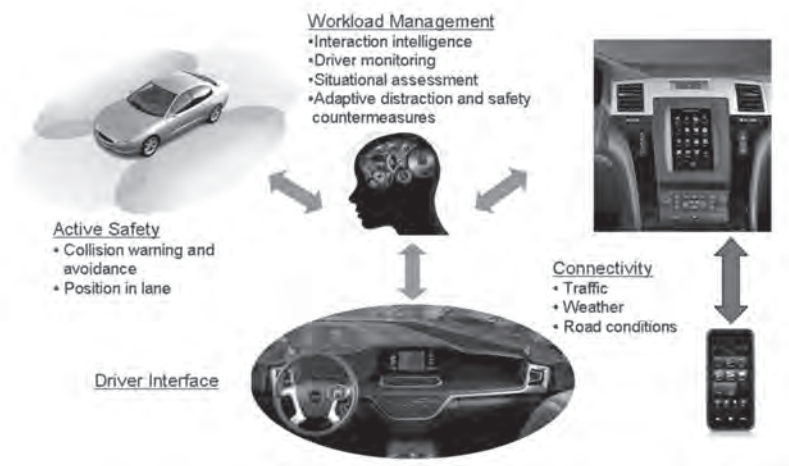 Workload Management
•Interaction intelligence
•Driver monitoring
•Situational assessment
•Adaptive distraction and safety
countermeasures
Active Safety
• Collision warning and
avoidance
• Position in lane
Connectivity
• Traffic
• Weather
• Road conditions
Driver Interface